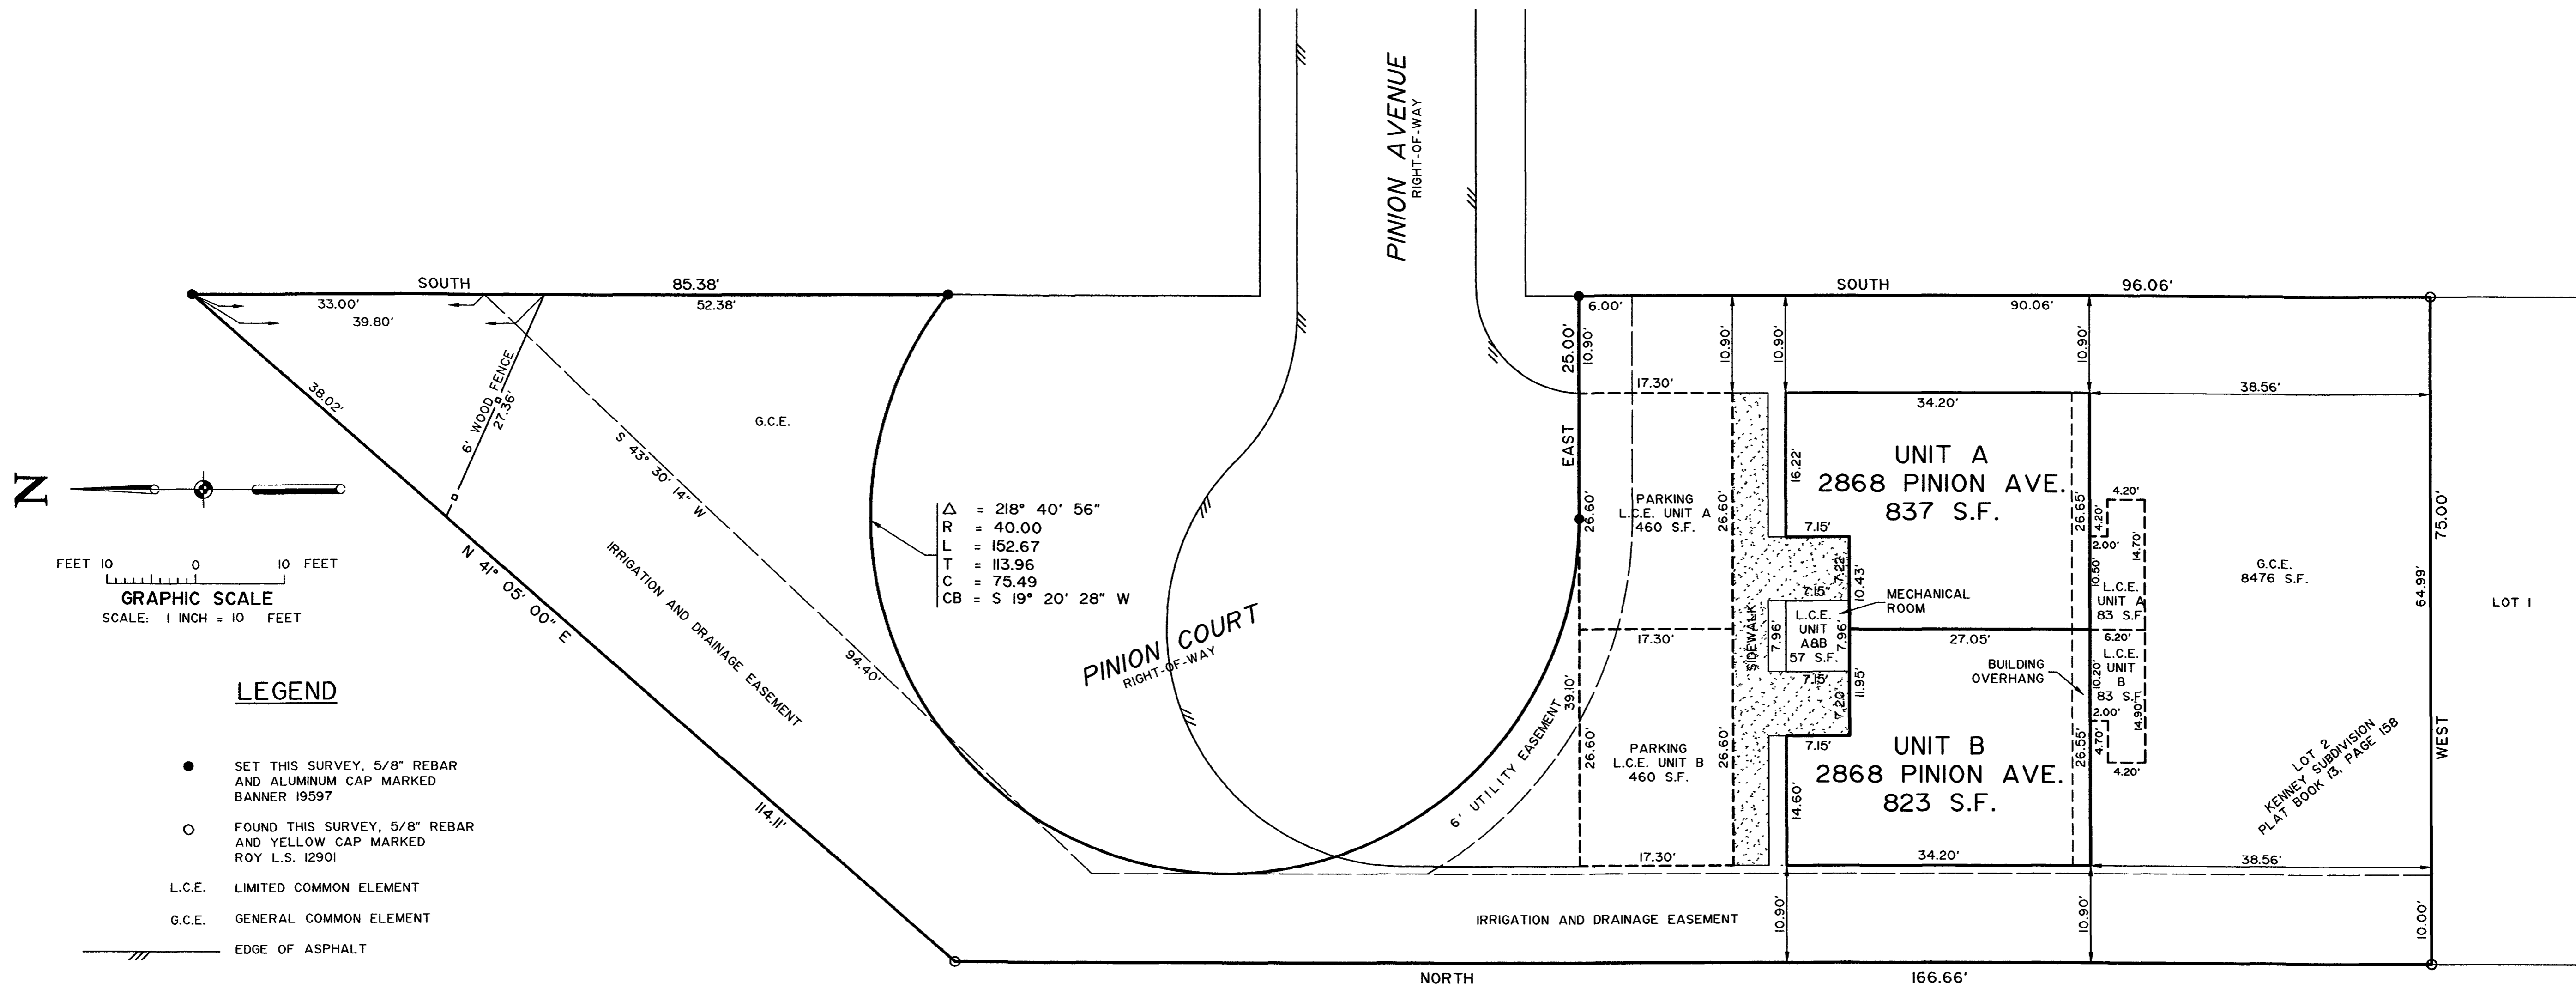 PINION AVENUE
RIGHT-OF-WAY
SOUTH
85.38'
33.00'
52.38'
39.80'
38.02'
6' WOOD FENCE
27.36'
G.C.E.
S 43° 30' 14" W
94.40'
IRRIGATION AND DRAINAGE EASEMENT
N 41° 05' 00" E
114.11'
N
FEET 10 0 10 FEET
GRAPHIC SCALE
SCALE: 1 INCH = 10 FEET
Δ = 218° 40' 56"
R = 40.00
L = 152.67
T = 113.96
C = 75.49
CB = S 19° 20' 28" W
PINION COURT
RIGHT-OF-WAY
LEGEND
SET THIS SURVEY, 5/8" REBAR
AND ALUMINUM CAP MARKED
BANNER 19597
FOUND THIS SURVEY, 5/8" REBAR
AND YELLOW CAP MARKED
ROY L.S. 12901
L.C.E. LIMITED COMMON ELEMENT
G.C.E. GENERAL COMMON ELEMENT
EDGE OF ASPHALT
SOUTH
96.06'
6.00'
90.06'
25.00'
10.90'
10.90'
10.90'
10.90'
EAST
17.30'
34.20'
38.56'
26.60'
PARKING
L.C.E. UNIT A
460 S.F.
26.60'
16.22'
UNIT A
2868 PINION AVE.
837 S.F.
26.65'
4.20'
4.20'
2.00'
14.70'
10.50'
L.C.E.
UNIT A
83 S.F.
G.C.E.
8476 S.F.
75.00'
64.99'
LOT 1
7.15'
7.22'
10.43'
7.15'
MECHANICAL
ROOM
L.C.E.
UNIT
A&B
57 S.F.
7.96'
7.96'
SIDEWALK
17.30'
27.05'
6.20'
L.C.E.
UNIT
B
83 S.F.
10.20'
2.00'
14.90'
4.70'
4.20'
BUILDING
OVERHANG
7.15'
7.20'
11.95'
7.15'
39.10'
6' UTILITY EASEMENT
26.60'
PARKING
L.C.E. UNIT B
460 S.F.
26.60'
14.60'
UNIT B
2868 PINION AVE.
823 S.F.
26.55'
LOT 2
KENNEY SUBDIVISION
PLAT BOOK 13, PAGE 158
WEST
17.30'
34.20'
38.56'
IRRIGATION AND DRAINAGE EASEMENT
10.90'
10.90'
10.00'
NORTH
166.66'